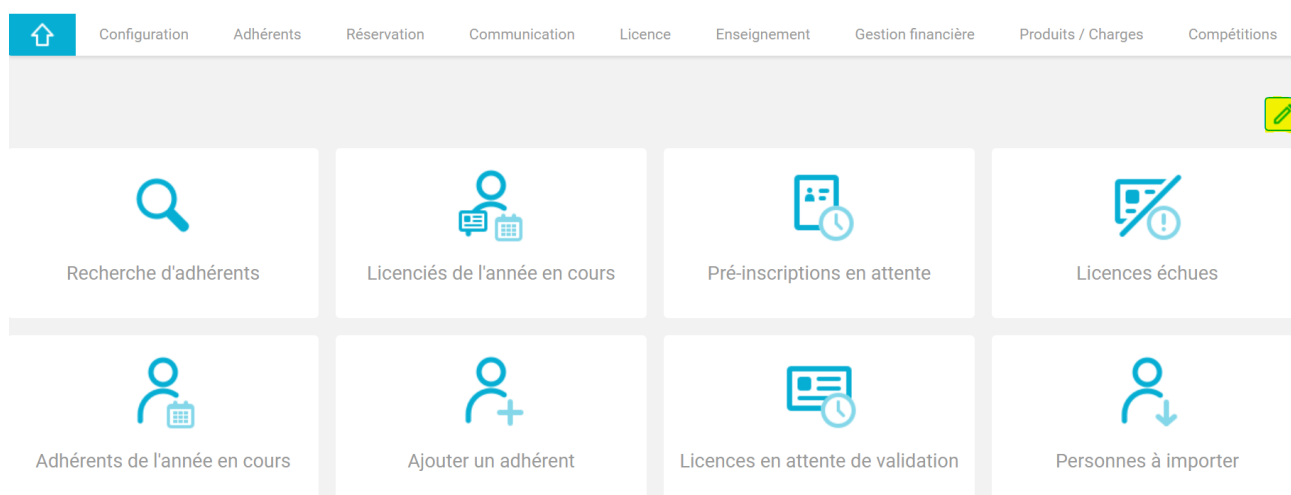 Configuration Adhérents Réservation Communication Licence Enseignement Gestion financière Produits / Charges Compétitions
Recherche d'adhérents Licenciés de l'année en cours Pré-inscriptions en attente Licences échues
Adhérents de l'année en cours Ajouter un adhérent Licences en attente de validation Personnes à importer